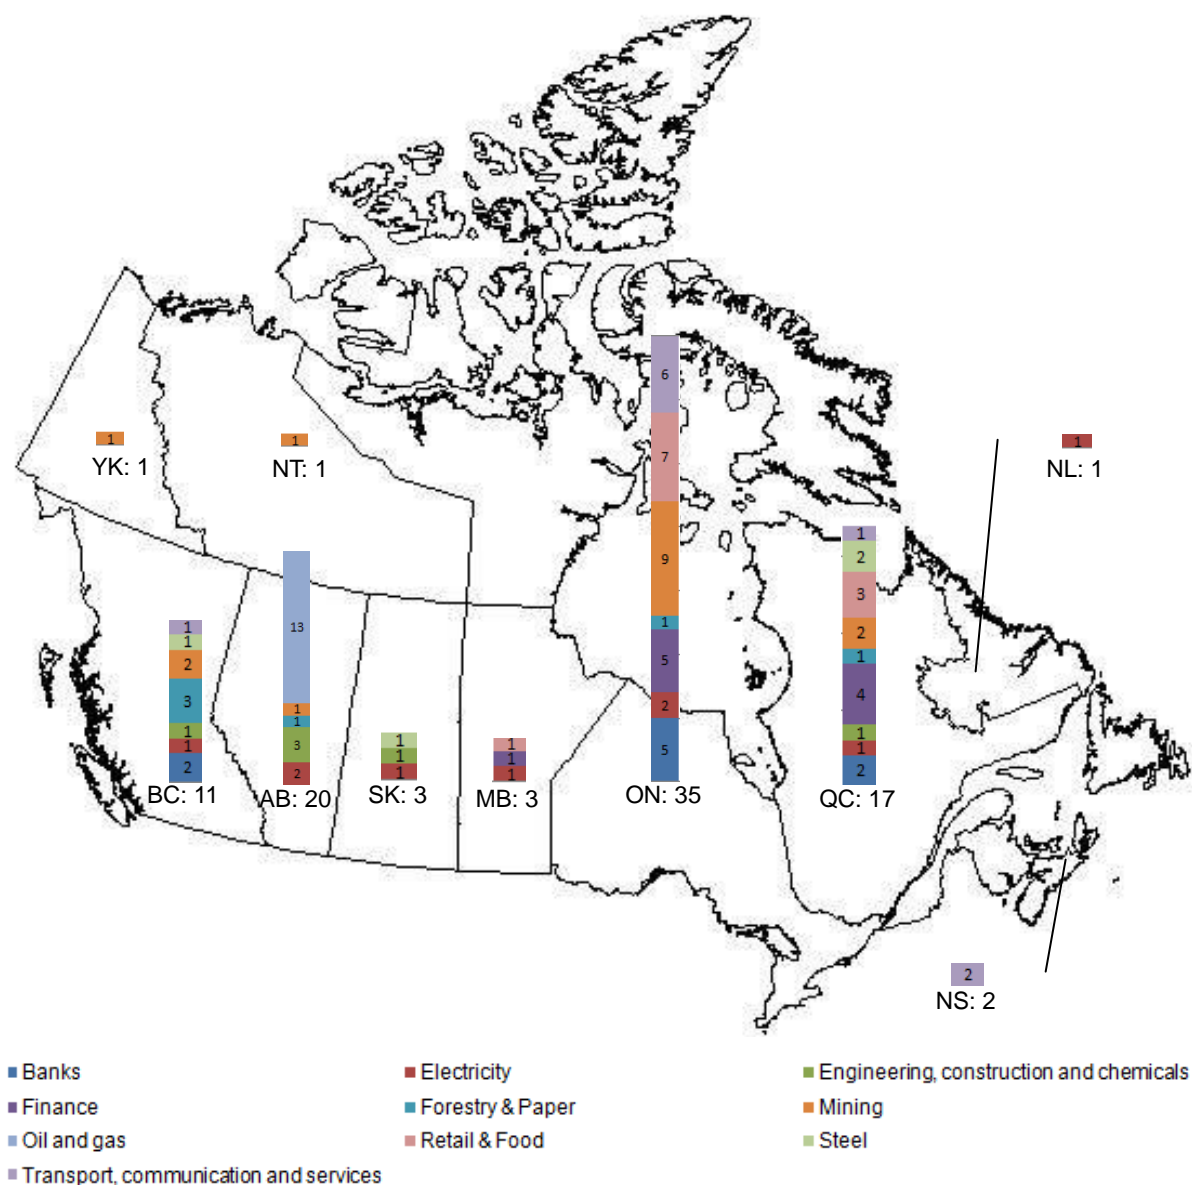 6
7
9
1
5
2
5
1
YK: 1
1
NT: 1
1
NL: 1
1
2
3
2
1
4
1
1
2
QC: 17
13
1
1
3
2
AB: 20
1
1
2
3
1
1
2
BC: 11
1
1
1
SK: 3
1
1
1
MB: 3
ON: 35
2
NS: 2
Banks
Electricity
Engineering, construction and chemicals
Finance
Forestry & Paper
Mining
Oil and gas
Retail & Food
Steel
Transport, communication and services